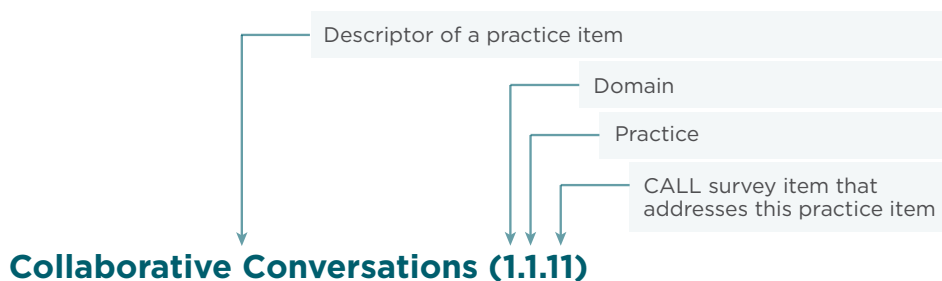 Descriptor of a practice item
Domain
Practice
CALL survey item that
addresses this practice item
Collaborative Conversations (1.1.11)